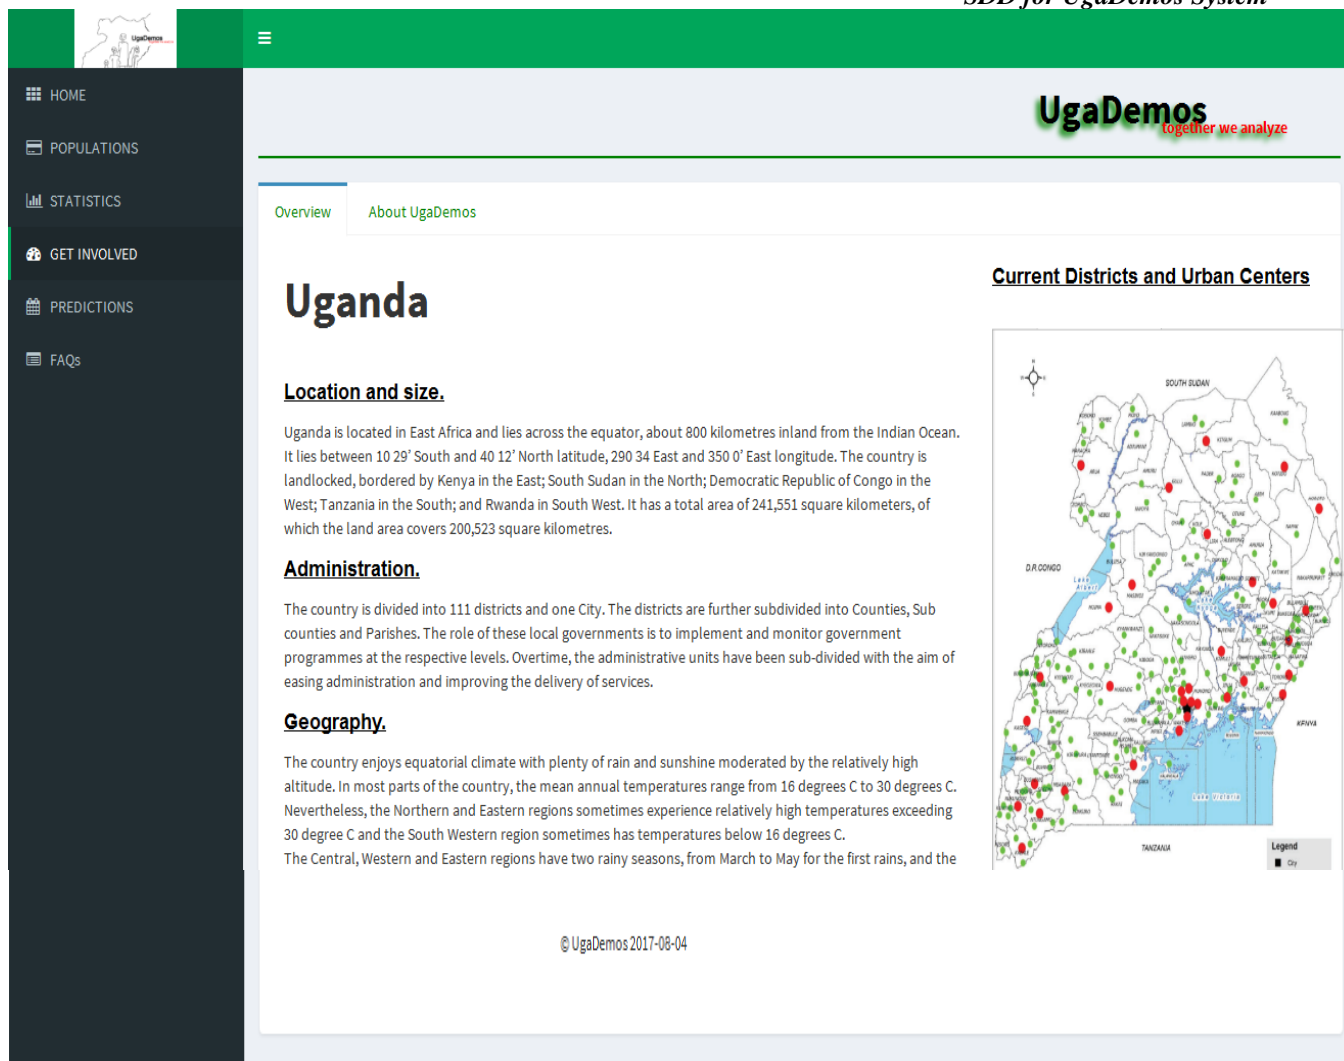 SDD for UgaDemos System
UgaDemos
HOME
POPULATIONS
STATISTICS
GET INVOLVED
PREDICTIONS
FAQs
UgaDemos
together we analyze
Overview
About UgaDemos
Uganda
Location and size.
Uganda is located in East Africa and lies across the equator, about 800 kilometres inland from the Indian Ocean.
It lies between 10 29’ South and 40 12’ North latitude, 290 34 East and 350 0’ East longitude. The country is
landlocked, bordered by Kenya in the East; South Sudan in the North; Democratic Republic of Congo in the
West; Tanzania in the South; and Rwanda in South West. It has a total area of 241,551 square kilometers, of
which the land area covers 200,523 square kilometres.
Administration.
The country is divided into 111 districts and one City. The districts are further subdivided into Counties, Sub
counties and Parishes. The role of these local governments is to implement and monitor government
programmes at the respective levels. Overtime, the administrative units have been sub-divided with the aim of
easing administration and improving the delivery of services.
Geography.
The country enjoys equatorial climate with plenty of rain and sunshine moderated by the relatively high
altitude. In most parts of the country, the mean annual temperatures range from 16 degrees C to 30 degrees C.
Nevertheless, the Northern and Eastern regions sometimes experience relatively high temperatures exceeding
30 degree C and the South Western region sometimes has temperatures below 16 degrees C.
The Central, Western and Eastern regions have two rainy seasons, from March to May for the first rains, and the
Current Districts and Urban Centers
SOUTH SUDAN
D.R.CONGO
Lake
Albert
KENYA
Lake Victoria
TANZANIA
Legend
City
© UgaDemos 2017-08-04